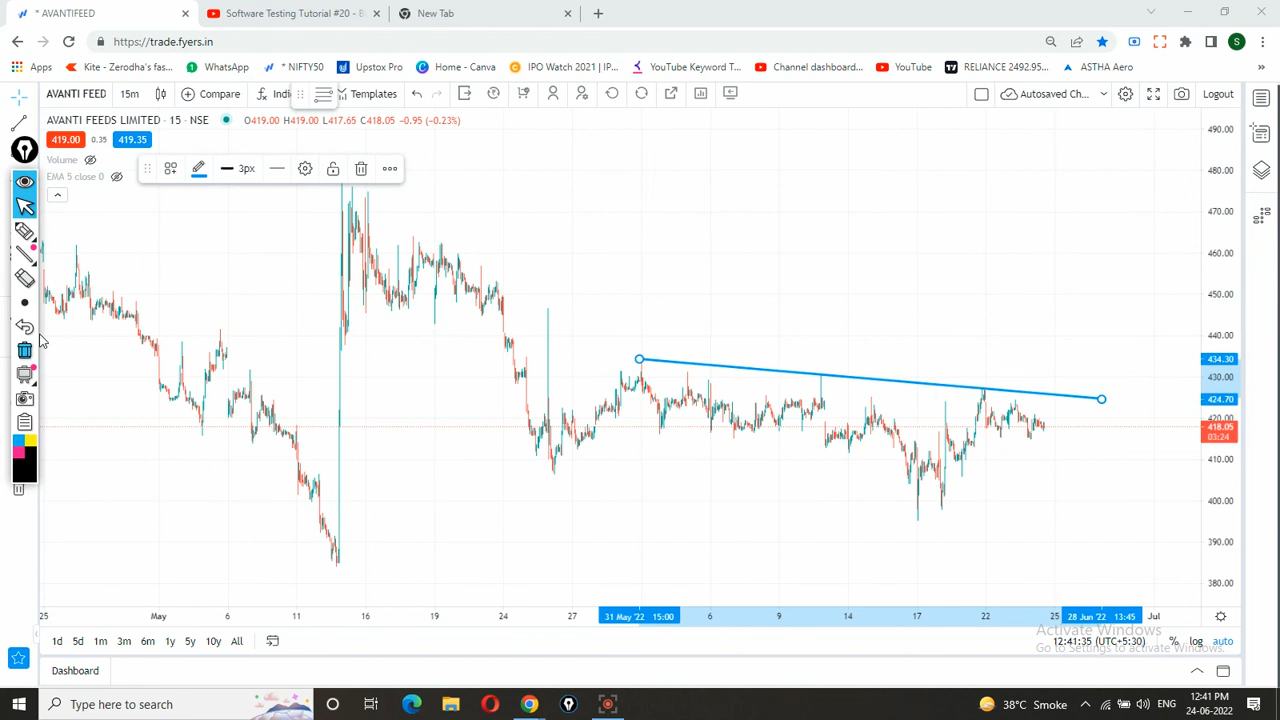 * AVANTIFEED
Software Testing Tutorial #20 - B
New Tab
https://trade.fyers.in
S
Apps
Kite - Zerodha's fas...
WhatsApp
* NIFTY50
Upstox Pro
Home - Canva
IPO Watch 2021 | IP...
YouTube Keyword T...
Channel dashboard...
YouTube
RELIANCE 2492.95...
ASTHA Aero
»
AVANTI FEED
15m
Compare
Indi
Templates
Autosaved Ch...
Logout
AVANTI FEEDS LIMITED · 15 · NSE
O419.00 H419.00 L417.65 C418.05 −0.95 (−0.23%)
419.00 0.35 419.35
Volume
EMA 5 close 0
3px
490.00
480.00
470.00
460.00
450.00
440.00
434.30
430.00
424.70
420.00
418.05
03:24
410.00
400.00
390.00
380.00
25 May 6 11 16 19 24 27 31 May '22 15:00 6 9 14 17 22 25 28 Jun '22 13:45 Jul
1d 5d 1m 3m 6m 1y 5y 10y All
12:41:35 (UTC+5:30) % log auto
Activate Windows
Go to Settings to activate Windows.
Dashboard
Type here to search
38°C Smoke
ENG
12:41 PM
24-06-2022